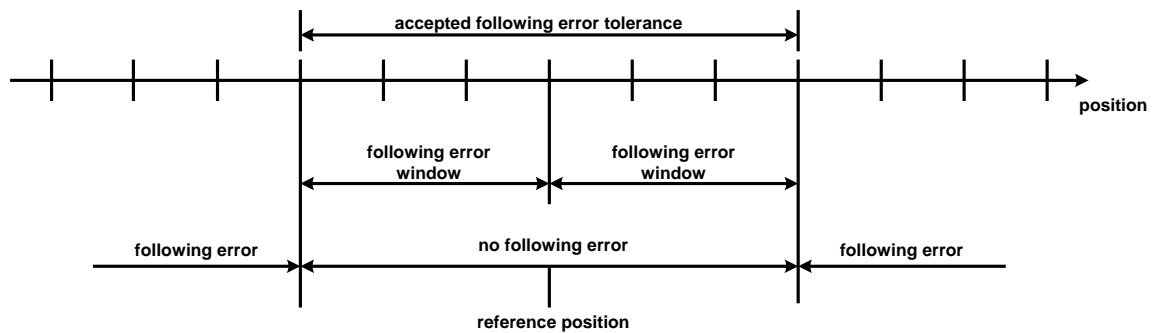 accepted following error tolerance
position
following error
window
following error
window
following error
no following error
following error
reference position